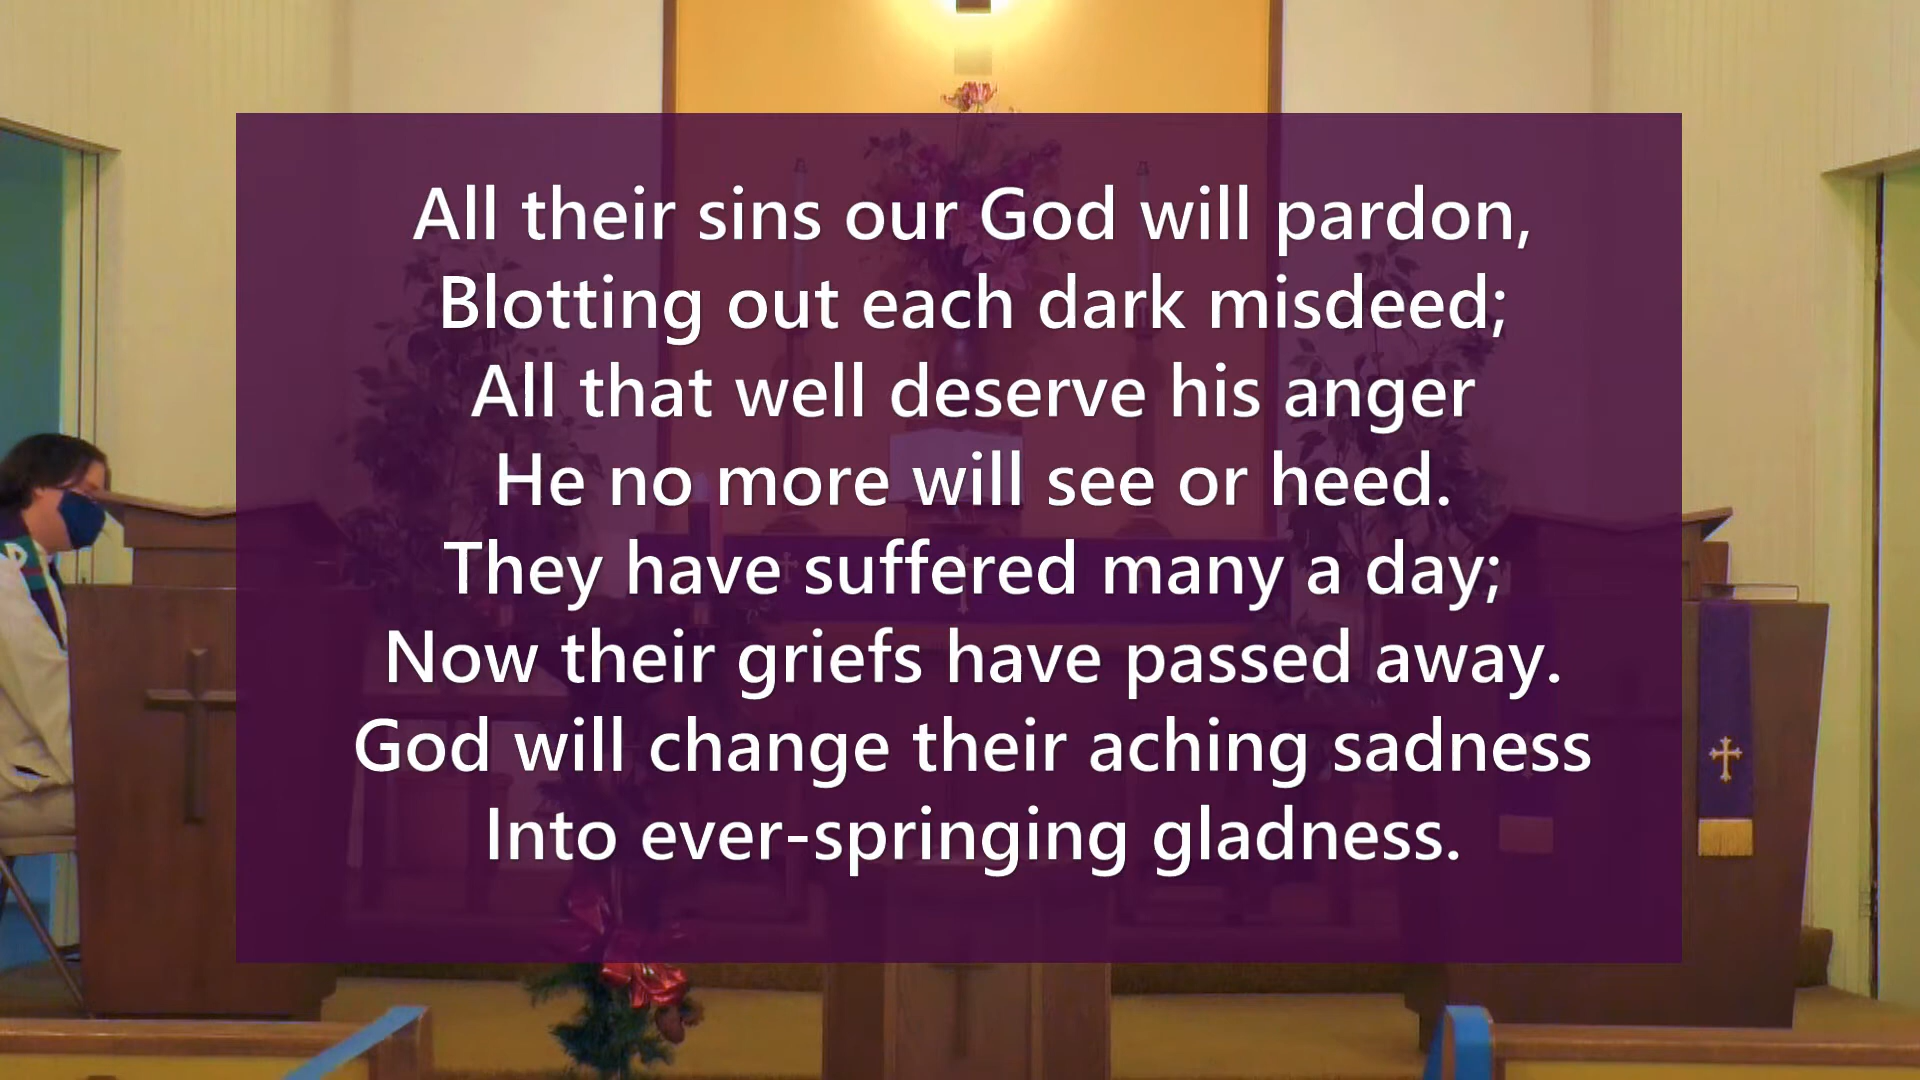 All their sins our God will pardon,
Blotting out each dark misdeed;
All that well deserve his anger
He no more will see or heed.
They have suffered many a day;
Now their griefs have passed away.
God will change their aching sadness
Into ever-springing gladness.